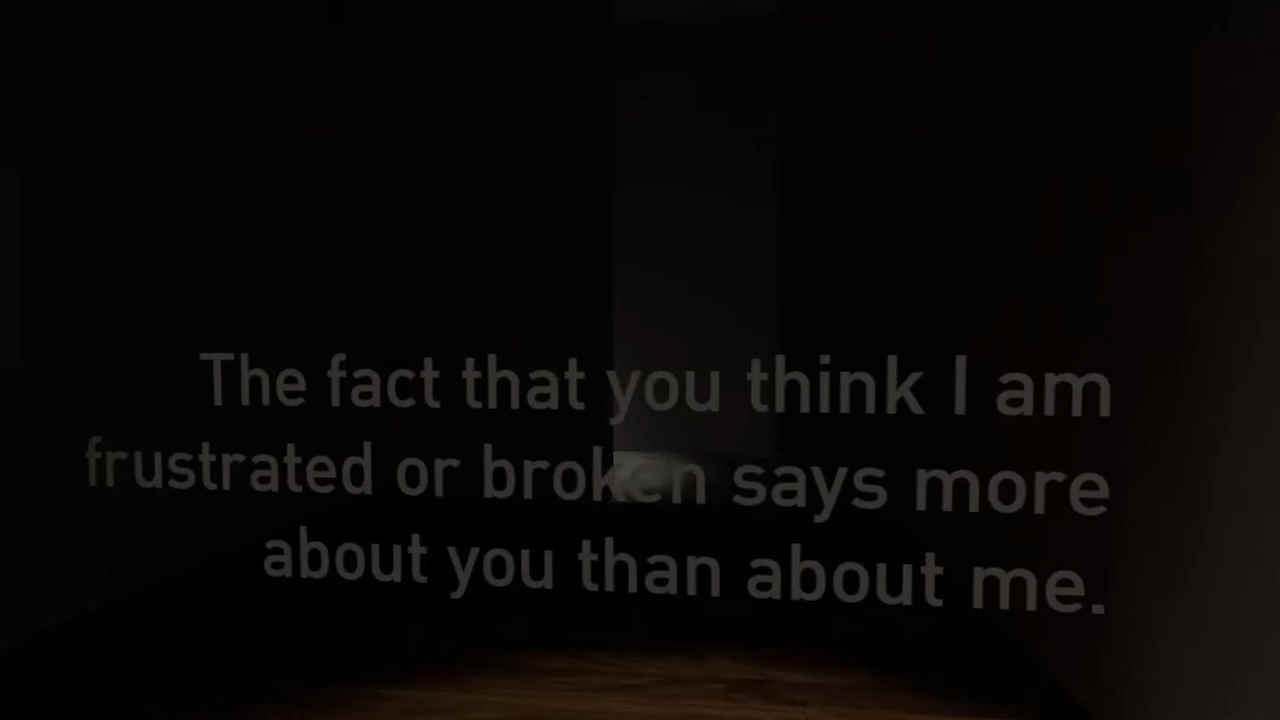 The fact that you think I am
frustrated or broken says more
about you than about me.